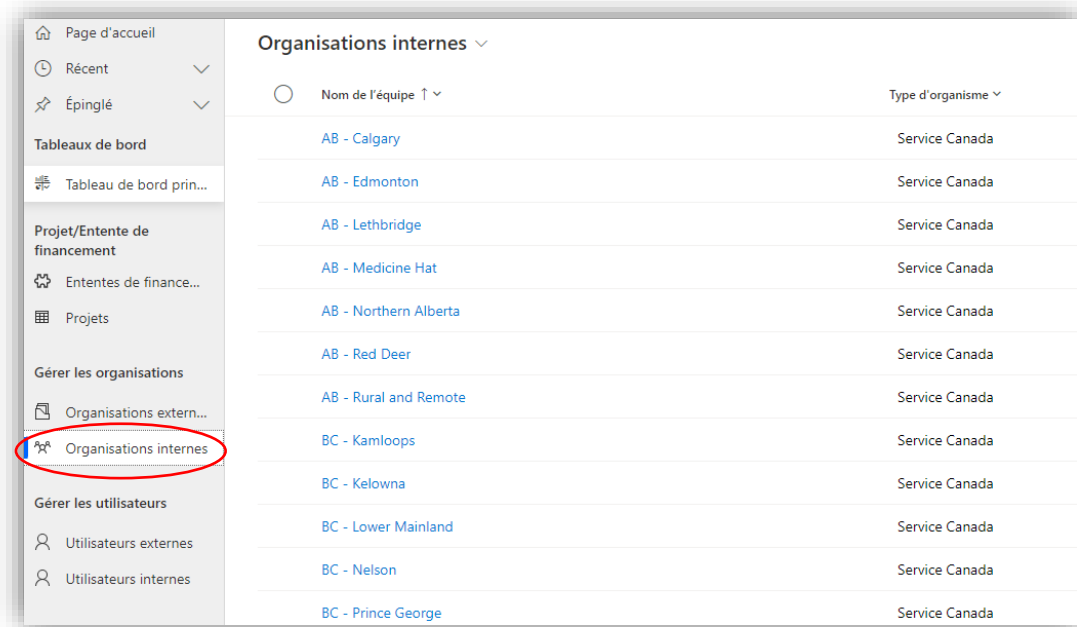 Page d'accueil
Récent
Épinglé
Tableaux de bord
Tableau de bord prin...
Projet/Entente de
financement
Ententes de finance...
Projets
Gérer les organisations
Organisations extern...
Organisations internes
Gérer les utilisateurs
Utilisateurs externes
Utilisateurs internes
Organisations internes
Nom de l'équipe ↑ Type d'organisme
AB - Calgary Service Canada
AB - Edmonton Service Canada
AB - Lethbridge Service Canada
AB - Medicine Hat Service Canada
AB - Northern Alberta Service Canada
AB - Red Deer Service Canada
AB - Rural and Remote Service Canada
BC - Kamloops Service Canada
BC - Kelowna Service Canada
BC - Lower Mainland Service Canada
BC - Nelson Service Canada
BC - Prince George Service Canada